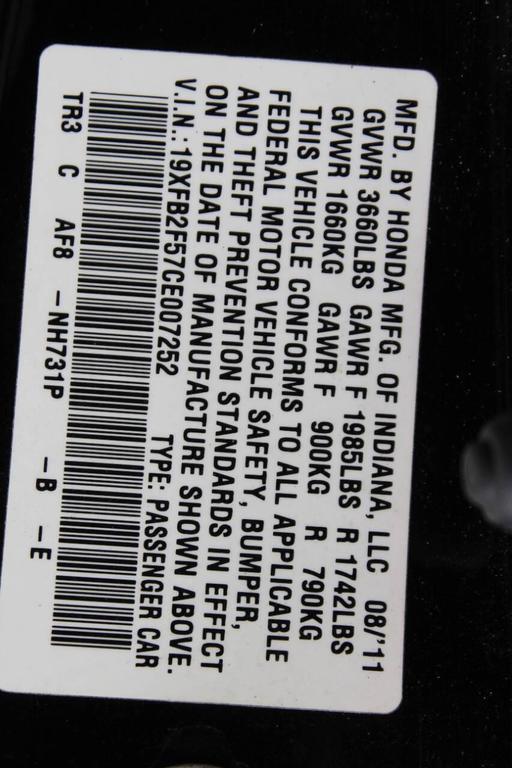 MFD. BY HONDA MFG. OF INDIANA, LLC 08/'11
GVWR 3660LBS GAWR F 1985LBS R 1742LBS
GVWR 1660KG GAWR F 900KG R 790KG
THIS VEHICLE CONFORMS TO ALL APPLICABLE
FEDERAL MOTOR VEHICLE SAFETY, BUMPER,
AND THEFT PREVENTION STANDARDS IN EFFECT
ON THE DATE OF MANUFACTURE SHOWN ABOVE.
V.I.N.: 19XFB2F57CE007252 TYPE: PASSENGER CAR
TR3 C AF8 -NH731P -B -E